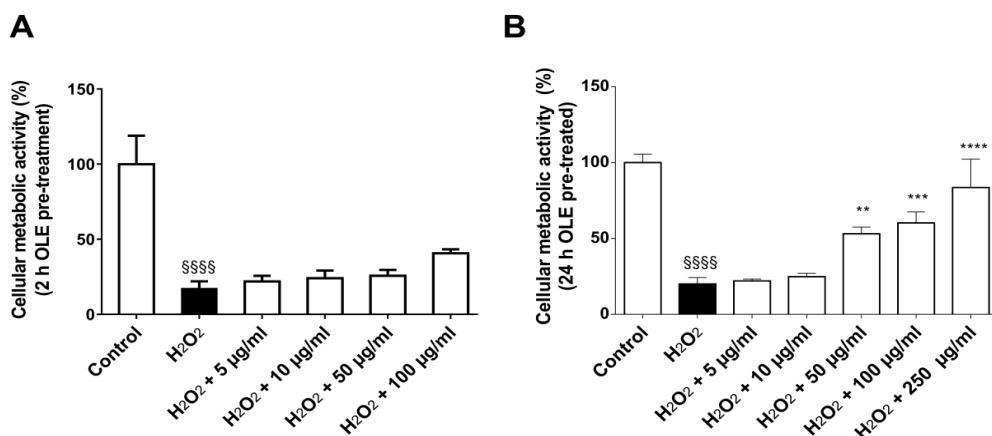 A
Cellular metabolic activity (%)
(2 h OLE pre-treatment)
150
100
50
0
§§§§
Control
H₂O₂
H₂O₂ + 5 µg/ml
H₂O₂ + 10 µg/ml
H₂O₂ + 50 µg/ml
H₂O₂ + 100 µg/ml
B
Cellular metabolic activity (%)
(24 h OLE pre-treated)
150
100
50
0
§§§§
**
***
****
Control
H₂O₂
H₂O₂ + 5 µg/ml
H₂O₂ + 10 µg/ml
H₂O₂ + 50 µg/ml
H₂O₂ + 100 µg/ml
H₂O₂ + 250 µg/ml